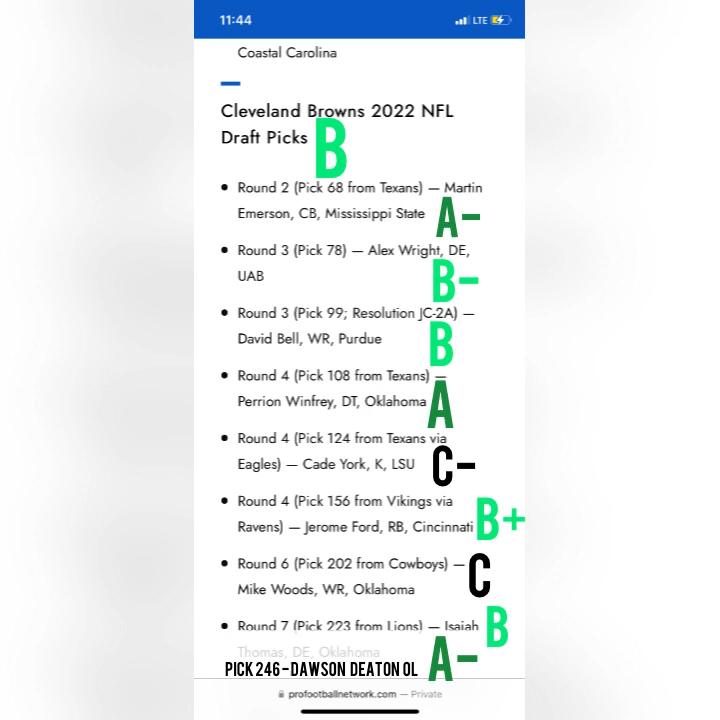 11:44 LTE
Coastal Carolina
Cleveland Browns 2022 NFL
Draft Picks B
Round 2 (Pick 68 from Texans) — Martin
Emerson, CB, Mississippi State A-
Round 3 (Pick 78) — Alex Wright, DE,
UAB B-
Round 3 (Pick 99; Resolution JC-2A) —
David Bell, WR, Purdue B
Round 4 (Pick 108 from Texans) —
Perrion Winfrey, DT, Oklahoma A
Round 4 (Pick 124 from Texans via
Eagles) — Cade York, K, LSU C-
Round 4 (Pick 156 from Vikings via
Ravens) — Jerome Ford, RB, Cincinnati B+
Round 6 (Pick 202 from Cowboys) — C
Mike Woods, WR, Oklahoma
Round 7 (Pick 223 from Lions) — Isaiah B
Thomas, DE, Oklahoma
PICK 246 - DAWSON DEATON OL A-
profootballnetwork.com — Private